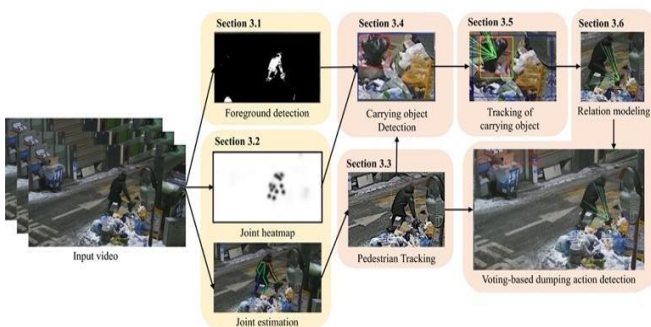 Section 3.1
Foreground detection
Section 3.2
Joint heatmap
Joint estimation
Input video
Section 3.4
Carrying object
Detection
Section 3.3
Pedestrian Tracking
Section 3.5
Tracking of
carrying object
Section 3.6
Relation modeling
Voting-based dumping action detection